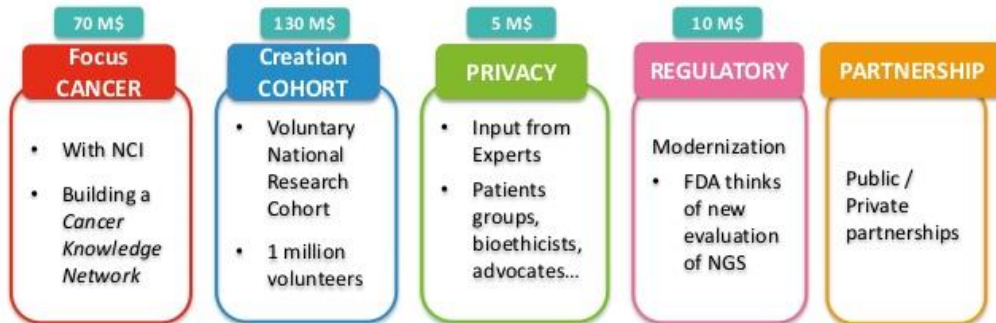 70 M$
Focus
CANCER
• With NCI
• Building a
Cancer
Knowledge
Network
130 M$
Creation
COHORT
• Voluntary
National
Research
Cohort
• 1 million
volunteers
5 M$
PRIVACY
• Input from
Experts
• Patients
groups,
bioethicists,
advocates...
10 M$
REGULATORY
Modernization
• FDA thinks
of new
evaluation
of NGS
PARTNERSHIP
Public /
Private
partnerships